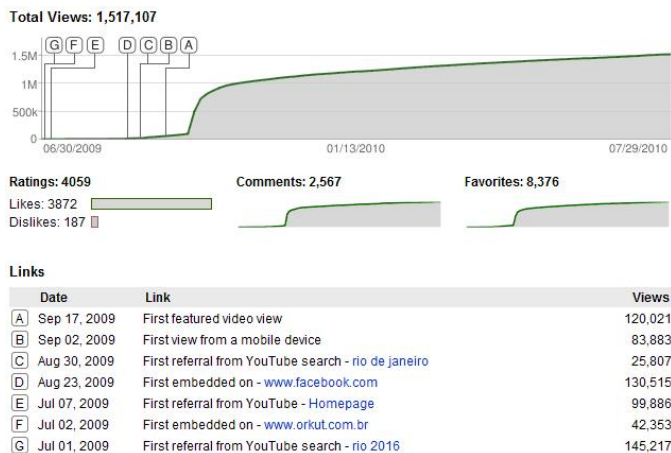 Total Views: 1,517,107
G F E D C B A
1.5M
1M
500k
0
06/30/2009 01/13/2010 07/29/2010
Ratings: 4059 Comments: 2,567 Favorites: 8,376
Likes: 3872
Dislikes: 187
Links
Date Link Views
A Sep 17, 2009 First featured video view 120,021
B Sep 02, 2009 First view from a mobile device 83,883
C Aug 30, 2009 First referral from YouTube search - rio de janeiro 25,807
D Aug 23, 2009 First embedded on - www.facebook.com 130,515
E Jul 07, 2009 First referral from YouTube - Homepage 99,886
F Jul 02, 2009 First embedded on - www.orkut.com.br 42,353
G Jul 01, 2009 First referral from YouTube search - rio 2016 145,217